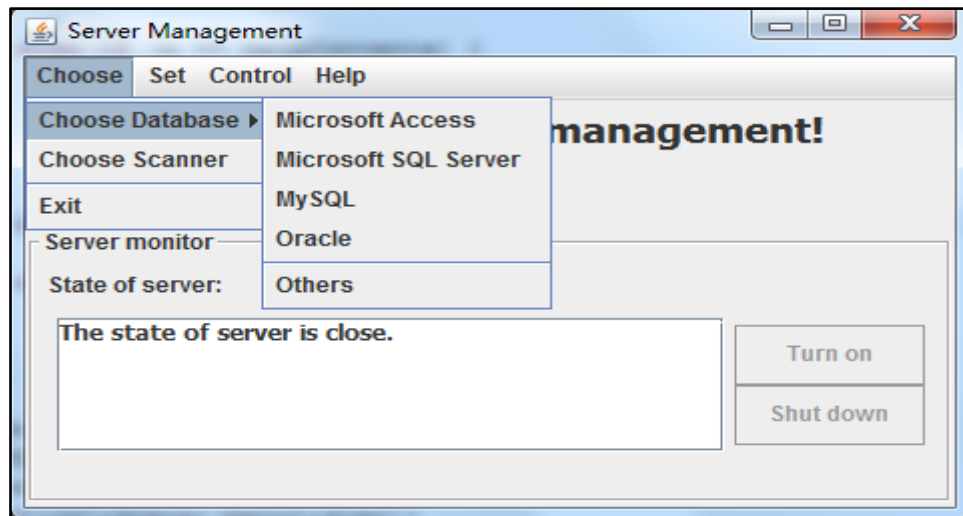 Server Management
Choose Set Control Help
Choose Database
Choose Scanner
Exit
Microsoft Access
Microsoft SQL Server
MySQL
Oracle
Others
management!
Server monitor
State of server:
The state of server is close.
Turn on
Shut down